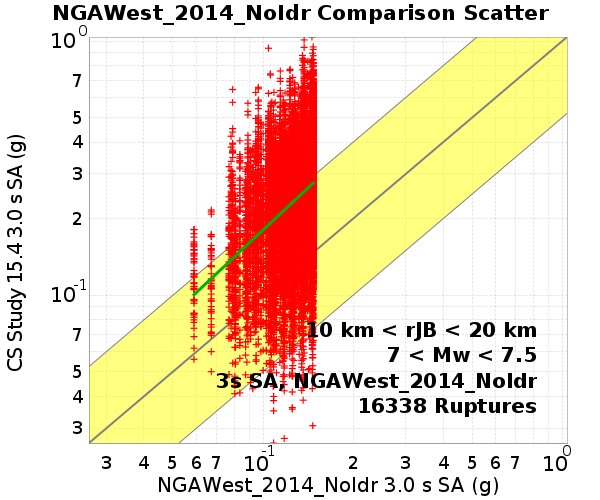 NGAWest_2014_NoIdr Comparison Scatter
10^0
7
5
4
3
2
10^-1
7
5
4
3
CS Study 15.4 3.0 s SA (g)
10 km < rJB < 20 km
7 < Mw < 7.5
3s SA, NGAWest_2014_NoIdr
16338 Ruptures
3 4 5 6 7 10^-1 2 3 4 5 6 7 10^0
NGAWest_2014_NoIdr 3.0 s SA (g)